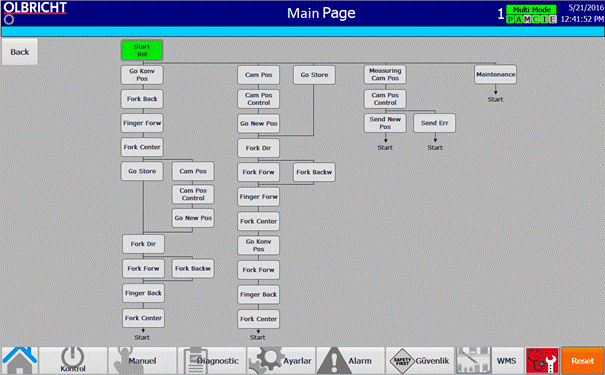 OLBRICHT
Main Page
1
Multi Mode
P A M C I E
5/21/2016
12:41:52 PM
Back
Start
Init
Go Konv
Pos
Cam Pos
Go Store
Measuring
Cam Pos
Maintenance
Fork Back
Cam Pos
Control
Cam Pos
Control
Start
Finger Forw
Go New Pos
Send New
Pos
Send Err
Fork Center
Fork Dir
Start
Start
Go Store
Cam Pos
Fork Forw
Fork Backw
Cam Pos
Control
Finger Forw
Go New Pos
Fork Center
Fork Dir
Go Konv
Pos
Fork Forw
Fork Backw
Fork Forw
Finger Back
Finger Back
Fork Center
Fork Center
Start
Start
Kontrol
Manuel
Diagnostic
Ayarlar
Alarm
SAFETY
FIRST
Güvenlik
WMS
Reset